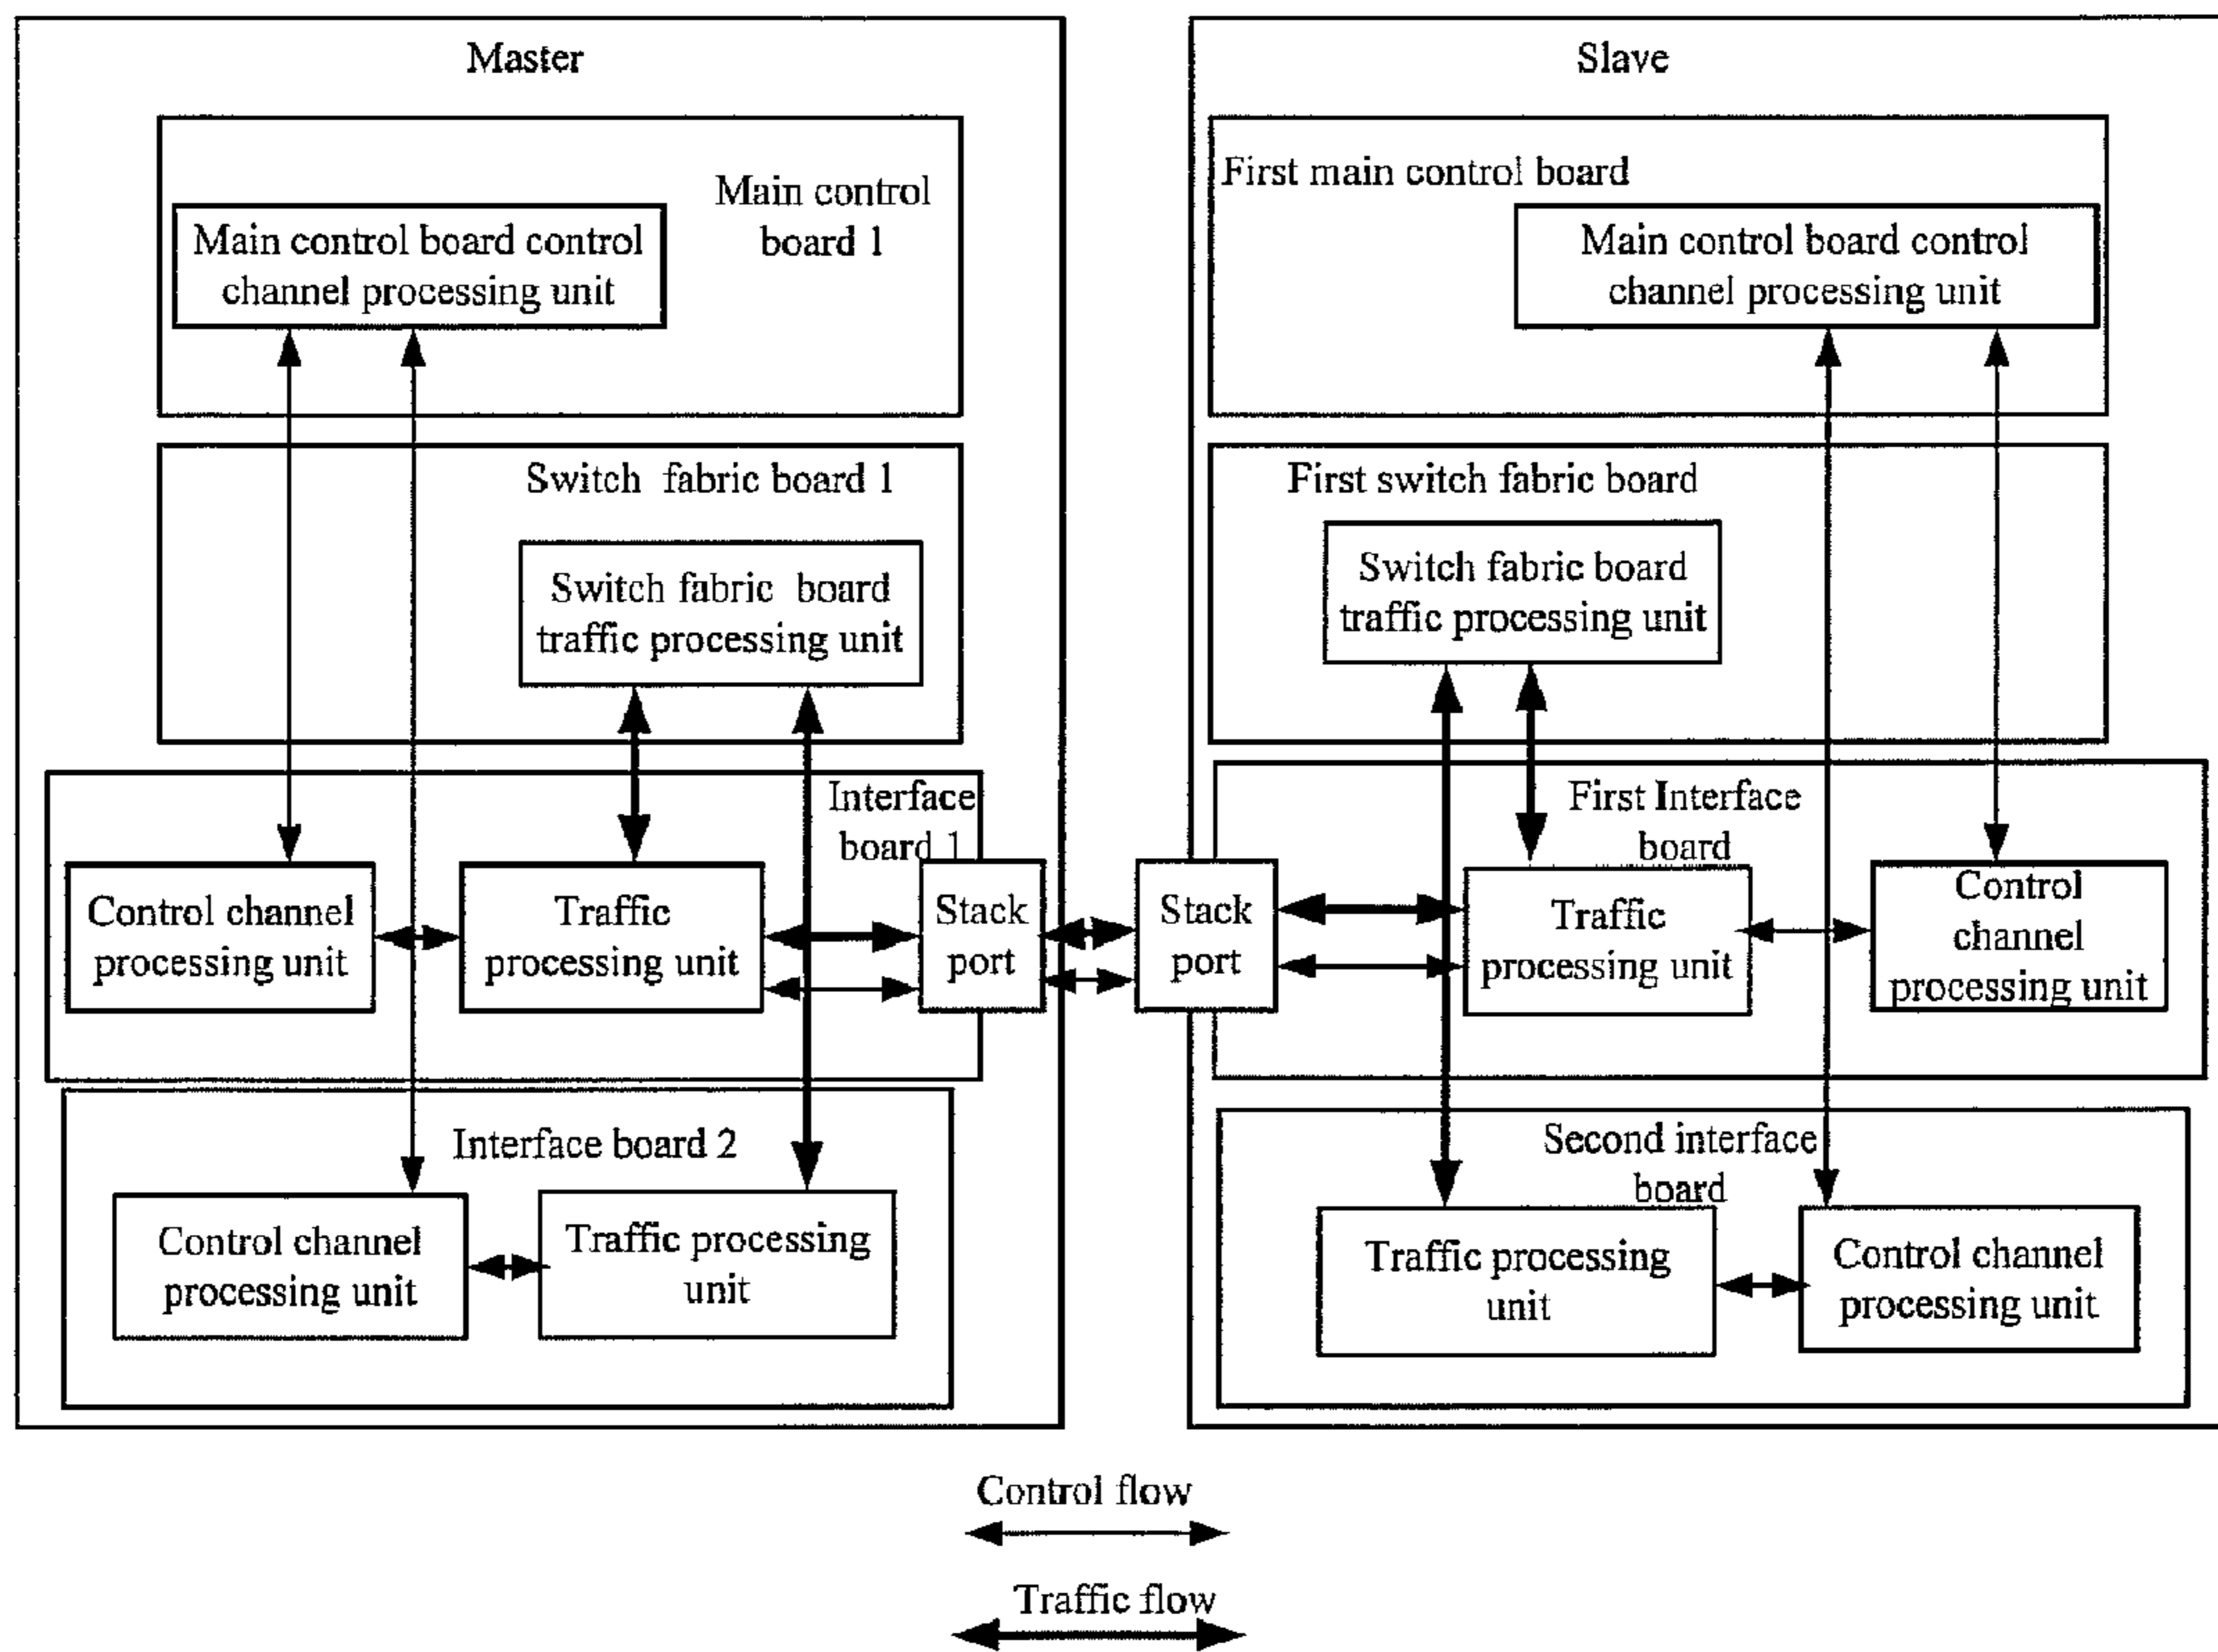 Master
Main control
board 1
Main control board control
channel processing unit
Switch fabric board 1
Switch fabric board
traffic processing unit
Interface
board 1
Control channel
processing unit
Traffic
processing unit
Stack
port
Interface board 2
Control channel
processing unit
Traffic processing
unit
Slave
First main control board
Main control board control
channel processing unit
First switch fabric board
Switch fabric board
traffic processing unit
First Interface
board
Stack
port
Traffic
processing unit
Control
channel
processing unit
Second interface
board
Traffic processing
unit
Control channel
processing unit
Control flow
Traffic flow